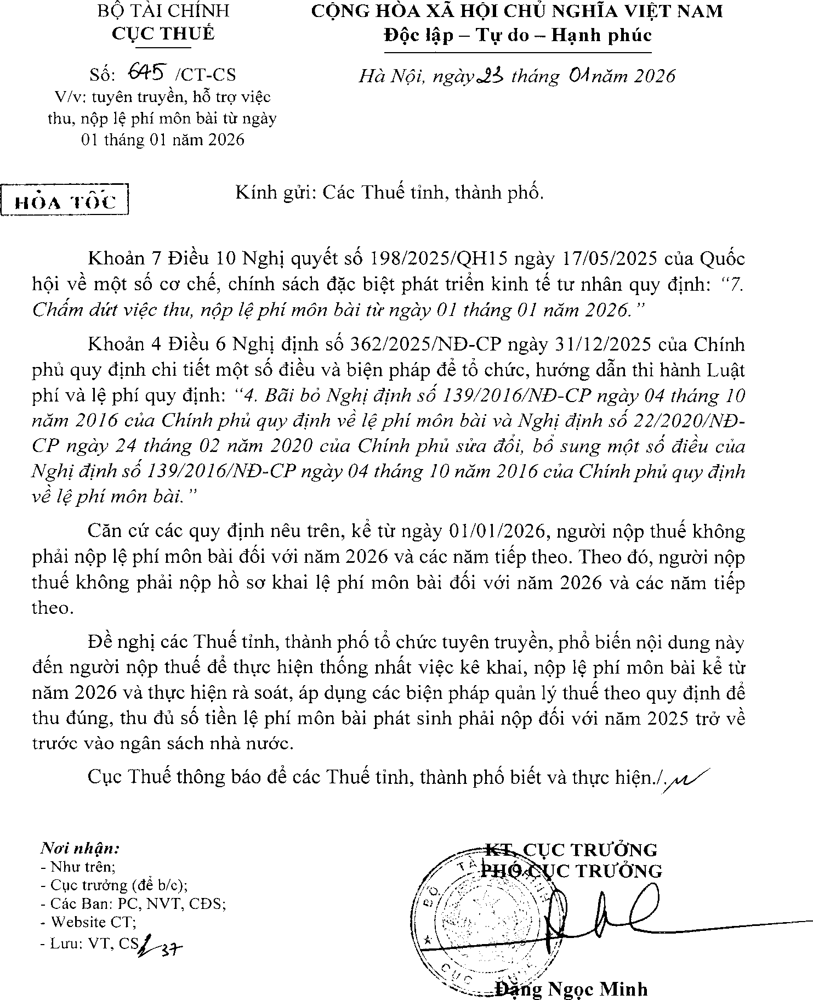 BỘ TÀI CHÍNH
CỤC THUẾ
CỘNG HÒA XÃ HỘI CHỦ NGHĨA VIỆT NAM
Độc lập – Tự do – Hạnh phúc
Số: 645 /CT-CS
Hà Nội, ngày 23 tháng 01 năm 2026
V/v: tuyên truyền, hỗ trợ việc
thu, nộp lệ phí môn bài từ ngày
01 tháng 01 năm 2026
HỎA TỐC
Kính gửi: Các Thuế tỉnh, thành phố.
Khoản 7 Điều 10 Nghị quyết số 198/2025/QH15 ngày 17/05/2025 của Quốc
hội về một số cơ chế, chính sách đặc biệt phát triển kinh tế tư nhân quy định: “7.
Chấm dứt việc thu, nộp lệ phí môn bài từ ngày 01 tháng 01 năm 2026.”
Khoản 4 Điều 6 Nghị định số 362/2025/NĐ-CP ngày 31/12/2025 của Chính
phủ quy định chi tiết một số điều và biện pháp để tổ chức, hướng dẫn thi hành Luật
phí và lệ phí quy định: “4. Bãi bỏ Nghị định số 139/2016/NĐ-CP ngày 04 tháng 10
năm 2016 của Chính phủ quy định về lệ phí môn bài và Nghị định số 22/2020/NĐ-
CP ngày 24 tháng 02 năm 2020 của Chính phủ sửa đổi, bổ sung một số điều của
Nghị định số 139/2016/NĐ-CP ngày 04 tháng 10 năm 2016 của Chính phủ quy định
về lệ phí môn bài.”
Căn cứ các quy định nêu trên, kể từ ngày 01/01/2026, người nộp thuế không
phải nộp lệ phí môn bài đối với năm 2026 và các năm tiếp theo. Theo đó, người nộp
thuế không phải nộp hồ sơ khai lệ phí môn bài đối với năm 2026 và các năm tiếp
theo.
Đề nghị các Thuế tỉnh, thành phố tổ chức tuyên truyền, phổ biến nội dung này
đến người nộp thuế để thực hiện thống nhất việc kê khai, nộp lệ phí môn bài kể từ
năm 2026 và thực hiện rà soát, áp dụng các biện pháp quản lý thuế theo quy định để
thu đúng, thu đủ số tiền lệ phí môn bài phát sinh phải nộp đối với năm 2025 trở về
trước vào ngân sách nhà nước.
Cục Thuế thông báo để các Thuế tỉnh, thành phố biết và thực hiện./.
Nơi nhận:
- Như trên;
- Cục trưởng (để b/c);
- Các Ban: PC, NVT, CĐS;
- Website CT;
- Lưu: VT, CS
37
KT. CỤC TRƯỞNG
PHÓ CỤC TRƯỞNG
BỘ TÀI CHÍNH
CỤC THUẾ
Đặng Ngọc Minh